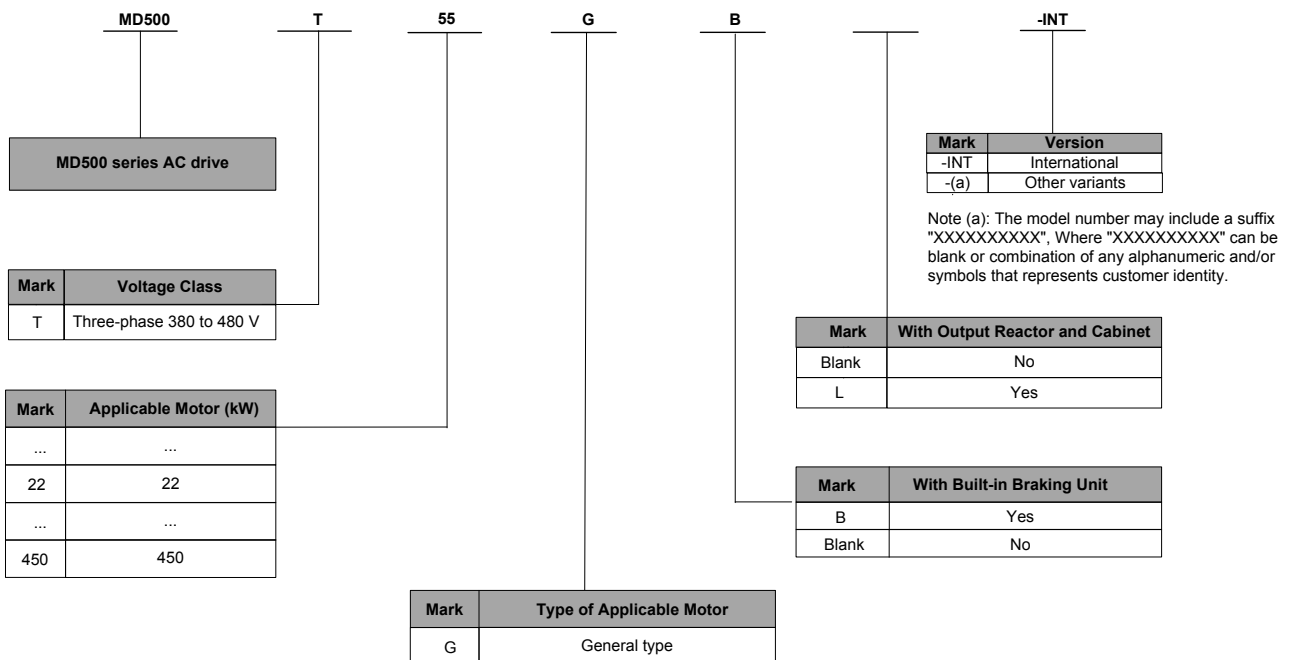 MD500 T 55 G B -INT
MD500 series AC drive
Mark Version
-INT International
-(a) Other variants
Note (a): The model number may include a suffix
"XXXXXXXXXX", Where "XXXXXXXXXX" can be
blank or combination of any alphanumeric and/or
symbols that represents customer identity.
Mark Voltage Class
T Three-phase 380 to 480 V
Mark With Output Reactor and Cabinet
Blank No
L Yes
Mark Applicable Motor (kW)
... ...
22 22
... ...
450 450
Mark With Built-in Braking Unit
B Yes
Blank No
Mark Type of Applicable Motor
G General type